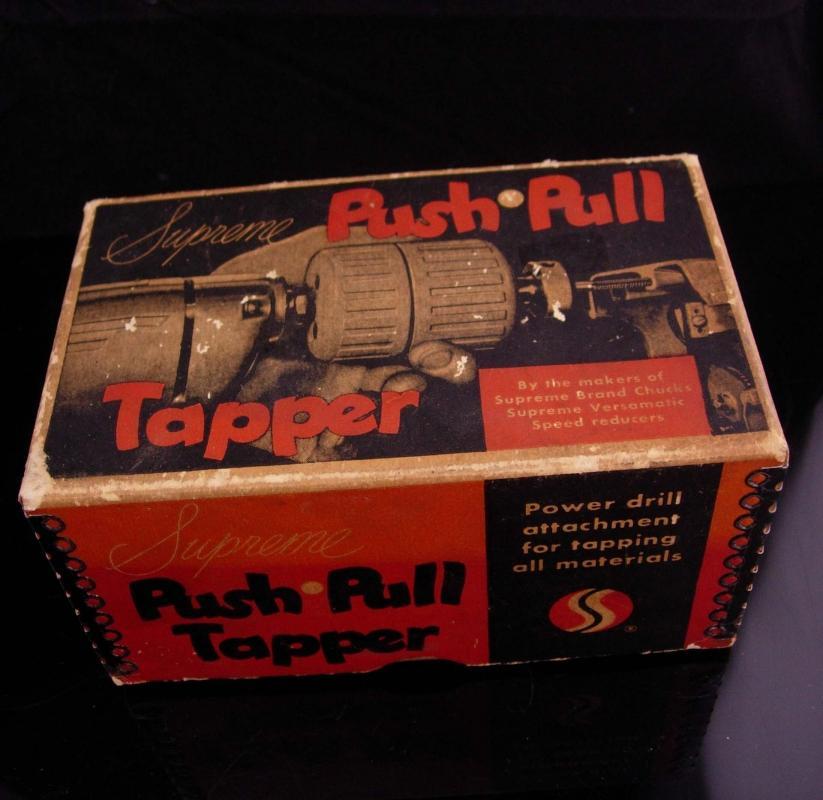 Supreme Push·Pull
Tapper
By the makers of
Supreme Brand Chucks
Supreme Versamatic
Speed reducers
Supreme
Push·Pull
Tapper
Power drill
attachment
for tapping
all materials
S
®